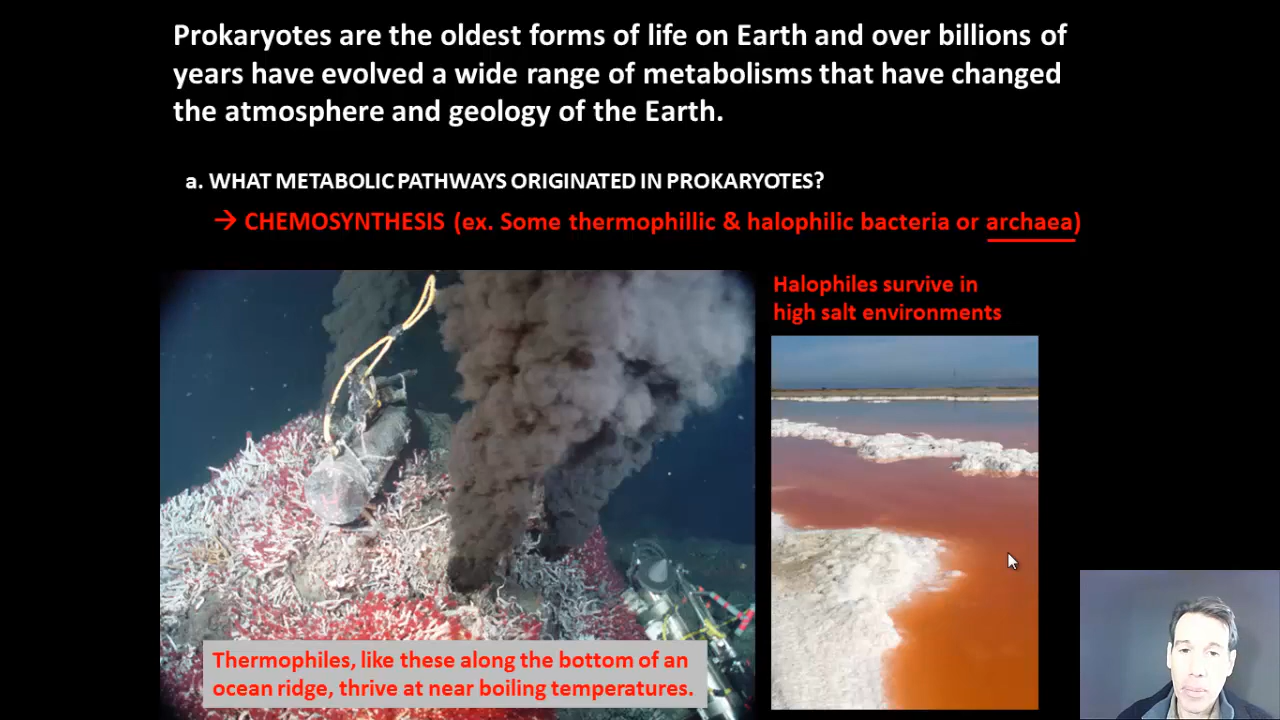 Prokaryotes are the oldest forms of life on Earth and over billions of
years have evolved a wide range of metabolisms that have changed
the atmosphere and geology of the Earth.
a. WHAT METABOLIC PATHWAYS ORIGINATED IN PROKARYOTES?
→ CHEMOSYNTHESIS (ex. Some thermophillic & halophilic bacteria or archaea)
Halophiles survive in
high salt environments
Thermophiles, like these along the bottom of an
ocean ridge, thrive at near boiling temperatures.